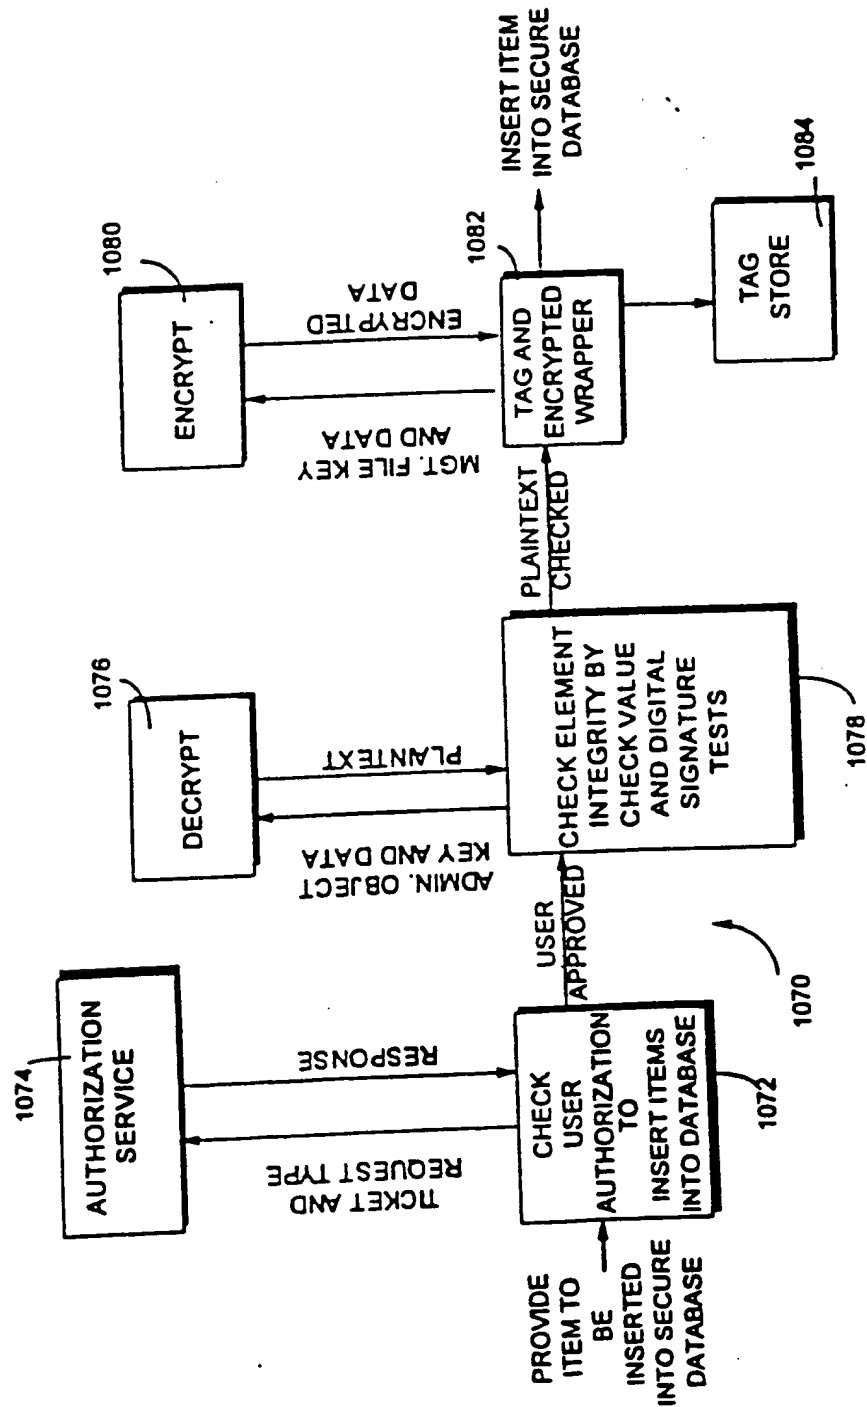 PROVIDE
ITEM TO
BE
INSERTED
INTO SECURE
DATABASE
CHECK
USER
AUTHORIZATION
TO
INSERT ITEMS
INTO DATABASE
1072
TICKET AND
REQUEST TYPE
RESPONSE
AUTHORIZATION
SERVICE
1074
USER
APPROVED
1070
CHECK ELEMENT
INTEGRITY BY
CHECK VALUE
AND DIGITAL
SIGNATURE
TESTS
1078
ADMIN. OBJECT
KEY AND DATA
PLAINTEXT
DECRYPT
1076
PLAINTEXT
CHECKED
TAG AND
ENCRYPTED
WRAPPER
1082
MGT. FILE KEY
AND DATA
ENCRYPTED
DATA
ENCRYPT
1080
TAG
STORE
1084
INSERT ITEM
INTO SECURE
DATABASE